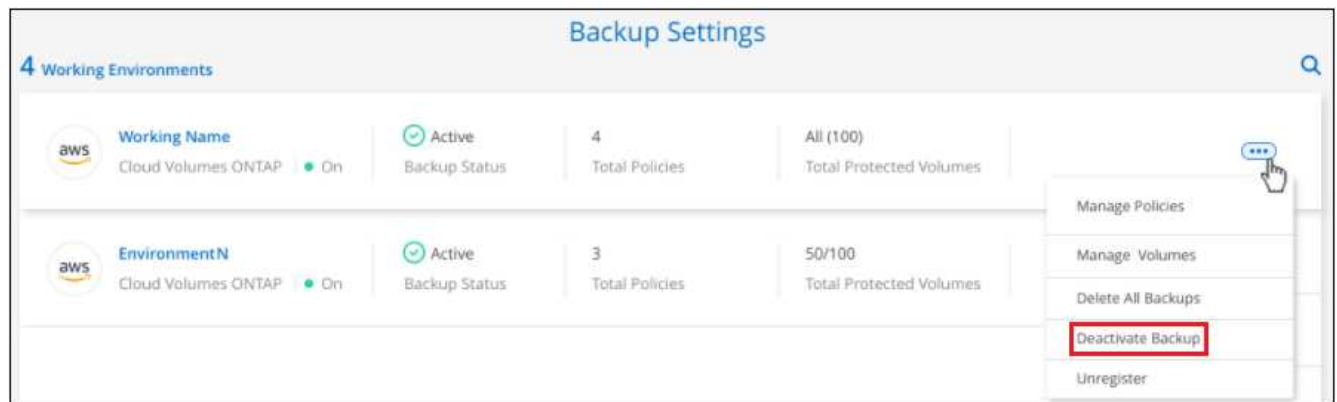 Backup Settings
4 Working Environments
aws
Working Name
Cloud Volumes ONTAP
On
Active
Backup Status
4
Total Policies
All (100)
Total Protected Volumes
Manage Policies
Manage Volumes
Delete All Backups
Deactivate Backup
Unregister
aws
EnvironmentN
Cloud Volumes ONTAP
On
Active
Backup Status
3
Total Policies
50/100
Total Protected Volumes